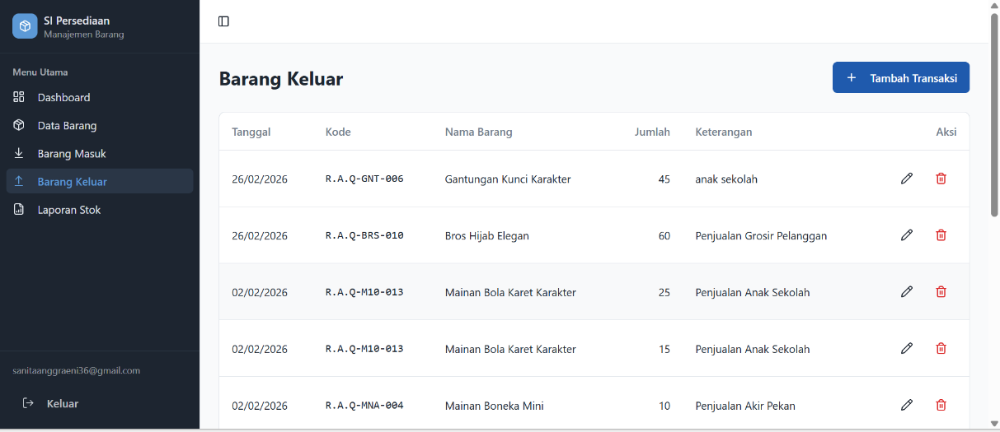 SI Persediaan
Manajemen Barang
Menu Utama
Dashboard
Data Barang
Barang Masuk
Barang Keluar
Laporan Stok
sanitaanggraeni36@gmail.com
Keluar
Barang Keluar
+ Tambah Transaksi
Tanggal Kode Nama Barang Jumlah Keterangan Aksi
26/02/2026 R.A.Q-GNT-006 Gantungan Kunci Karakter 45 anak sekolah
26/02/2026 R.A.Q-BRS-010 Bros Hijab Elegan 60 Penjualan Grosir Pelanggan
02/02/2026 R.A.Q-M10-013 Mainan Bola Karet Karakter 25 Penjualan Anak Sekolah
02/02/2026 R.A.Q-M10-013 Mainan Bola Karet Karakter 15 Penjualan Anak Sekolah
02/02/2026 R.A.Q-MNA-004 Mainan Boneka Mini 10 Penjualan Akir Pekan